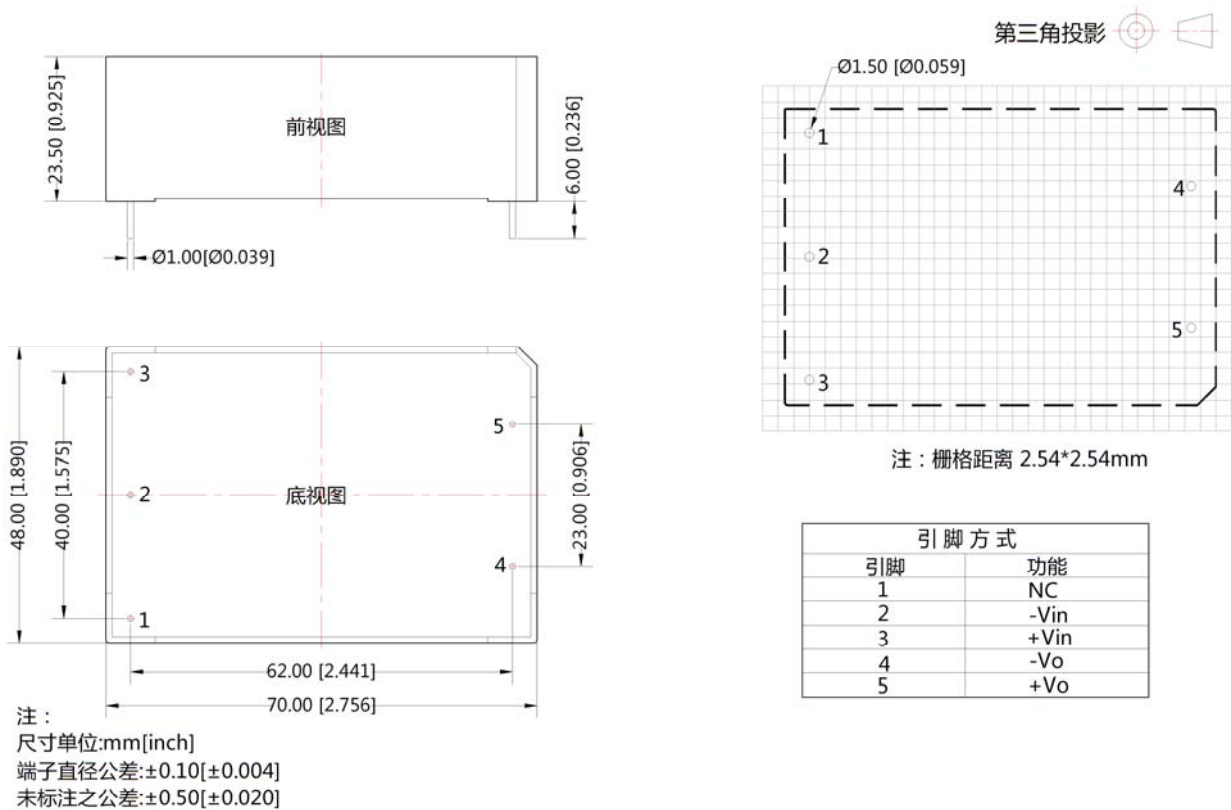 第三角投影
Ø1.50 [Ø0.059]
23.50 [0.925]
前视图
6.00 [0.236]
Ø1.00[Ø0.039]
1
4
2
5
3
注：栅格距离 2.54*2.54mm
48.00 [1.890]
40.00 [1.575]
3
5
2
底视图
23.00 [0.906]
4
1
62.00 [2.441]
70.00 [2.756]
引脚方式
引脚 功能
1 NC
2 -Vin
3 +Vin
4 -Vo
5 +Vo
注：
尺寸单位:mm[inch]
端子直径公差:±0.10[±0.004]
未标注之公差:±0.50[±0.020]